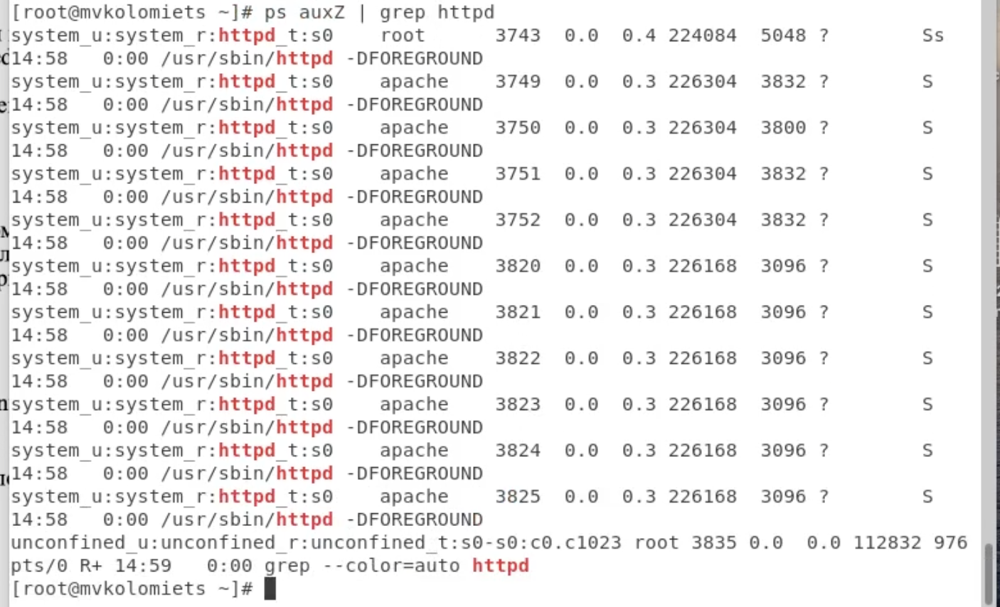 [root@mvkolomiets ~]# ps auxZ | grep httpd
system_u:system_r:httpd_t:s0    root      3743  0.0  0.4 224084  5048 ?        Ss
14:58   0:00 /usr/sbin/httpd -DFOREGROUND
system_u:system_r:httpd_t:s0    apache    3749  0.0  0.3 226304  3832 ?        S
14:58   0:00 /usr/sbin/httpd -DFOREGROUND
system_u:system_r:httpd_t:s0    apache    3750  0.0  0.3 226304  3800 ?        S
14:58   0:00 /usr/sbin/httpd -DFOREGROUND
system_u:system_r:httpd_t:s0    apache    3751  0.0  0.3 226304  3832 ?        S
14:58   0:00 /usr/sbin/httpd -DFOREGROUND
system_u:system_r:httpd_t:s0    apache    3752  0.0  0.3 226304  3832 ?        S
14:58   0:00 /usr/sbin/httpd -DFOREGROUND
system_u:system_r:httpd_t:s0    apache    3820  0.0  0.3 226168  3096 ?        S
14:58   0:00 /usr/sbin/httpd -DFOREGROUND
system_u:system_r:httpd_t:s0    apache    3821  0.0  0.3 226168  3096 ?        S
14:58   0:00 /usr/sbin/httpd -DFOREGROUND
system_u:system_r:httpd_t:s0    apache    3822  0.0  0.3 226168  3096 ?        S
14:58   0:00 /usr/sbin/httpd -DFOREGROUND
system_u:system_r:httpd_t:s0    apache    3823  0.0  0.3 226168  3096 ?        S
14:58   0:00 /usr/sbin/httpd -DFOREGROUND
system_u:system_r:httpd_t:s0    apache    3824  0.0  0.3 226168  3096 ?        S
14:58   0:00 /usr/sbin/httpd -DFOREGROUND
system_u:system_r:httpd_t:s0    apache    3825  0.0  0.3 226168  3096 ?        S
14:58   0:00 /usr/sbin/httpd -DFOREGROUND
unconfined_u:unconfined_r:unconfined_t:s0-s0:c0.c1023 root 3835 0.0  0.0 112832 976
pts/0 R+ 14:59   0:00 grep --color=auto httpd
[root@mvkolomiets ~]#